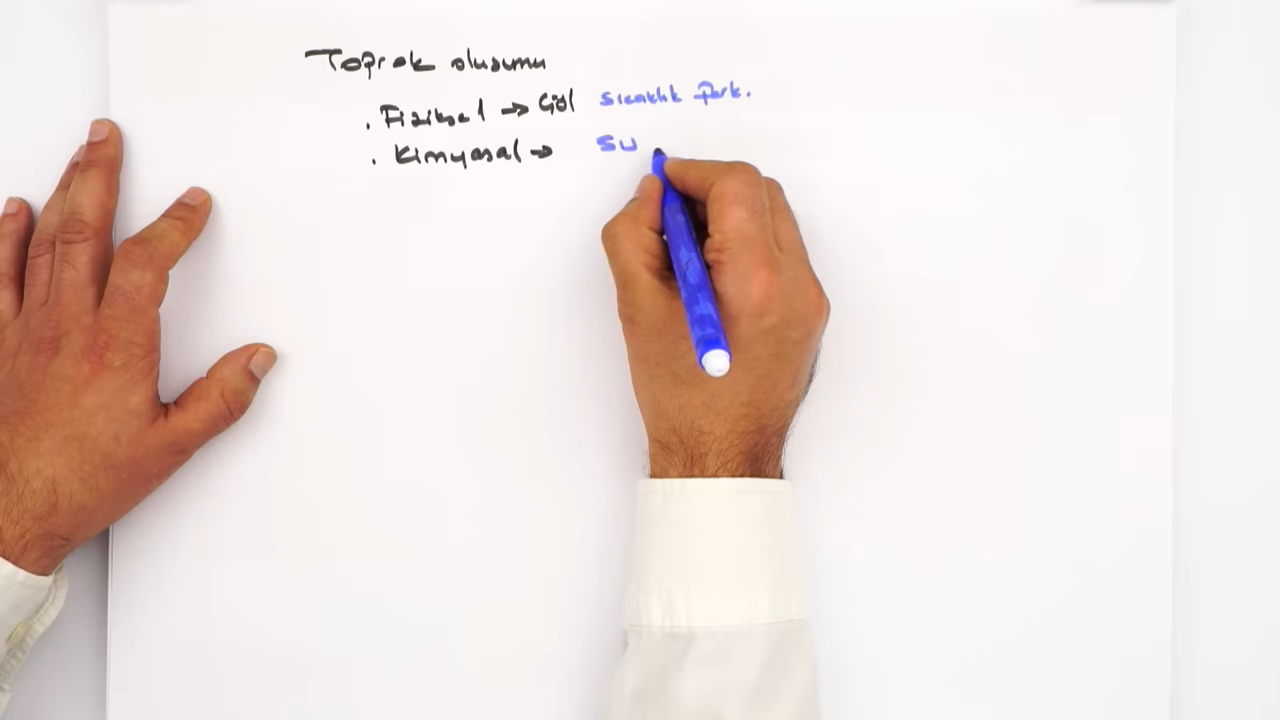 Toprak oluşumu
. Fiziksel → Çöl sıcaklık fark.
. Kimyasal → su